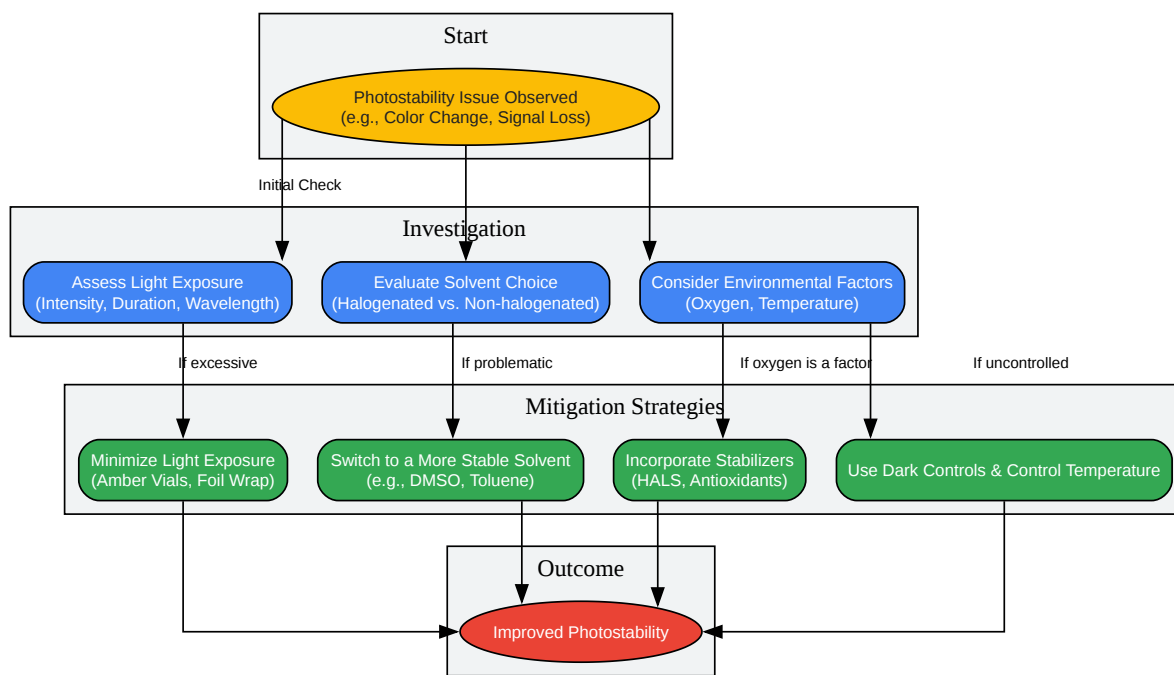 Start
Photostability Issue Observed
(e.g., Color Change, Signal Loss)
Initial Check
Investigation
Assess Light Exposure
(Intensity, Duration, Wavelength)
Evaluate Solvent Choice
(Halogenated vs. Non-halogenated)
Consider Environmental Factors
(Oxygen, Temperature)
If excessive
If problematic
If oxygen is a factor
If uncontrolled
Mitigation Strategies
Minimize Light Exposure
(Amber Vials, Foil Wrap)
Switch to a More Stable Solvent
(e.g., DMSO, Toluene)
Incorporate Stabilizers
(HALS, Antioxidants)
Use Dark Controls & Control Temperature
Outcome
Improved Photostability